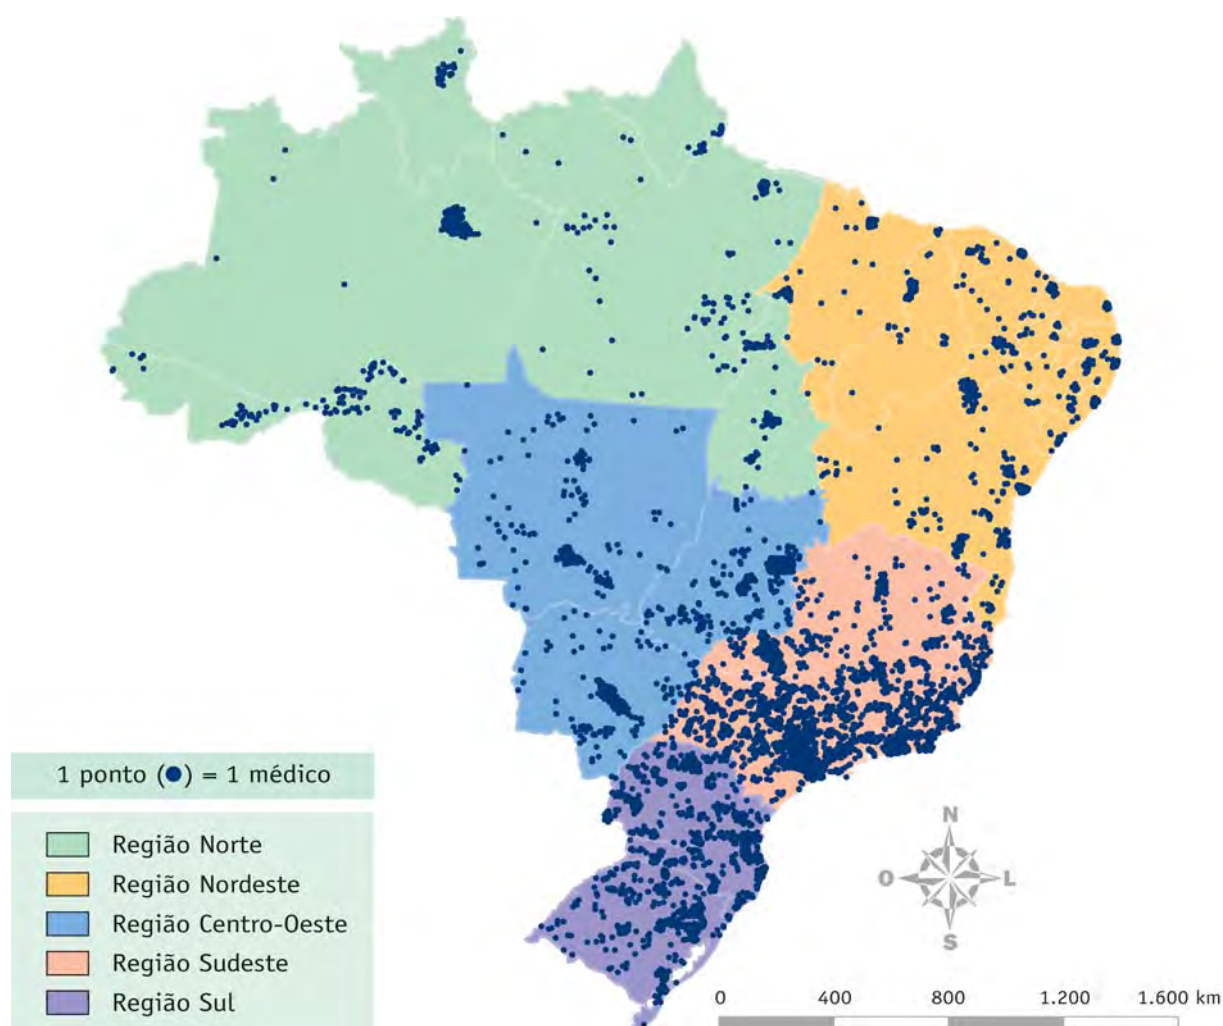 1 ponto (●) = 1 médico
Região Norte
Região Nordeste
Região Centro-Oeste
Região Sudeste
Região Sul
N
O L
S
0 400 800 1.200 1.600 km